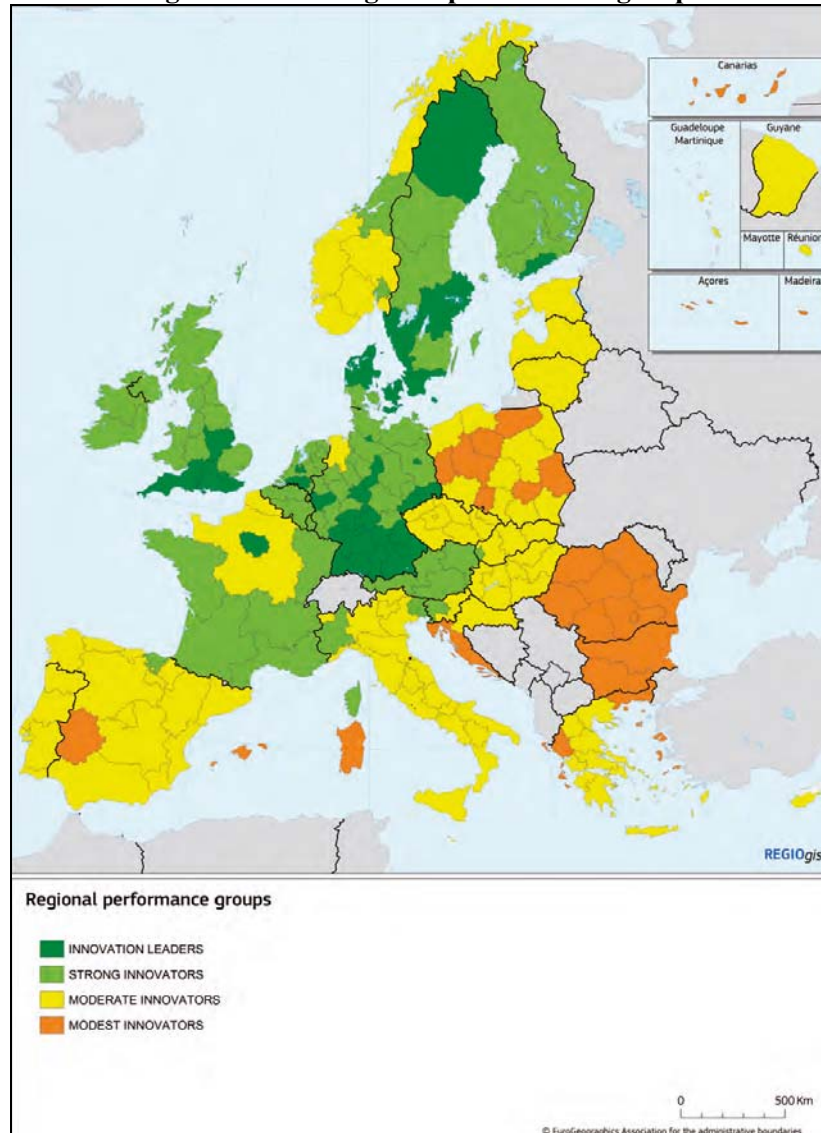 Canarias
Guadeloupe
Martinique
Guyane
Mayotte
Réunion
Açores
Madeira
REGIOgis
Regional performance groups
INNOVATION LEADERS
STRONG INNOVATORS
MODERATE INNOVATORS
MODEST INNOVATORS
0 500 Km
© EuroGeographics Association for the administrative boundaries